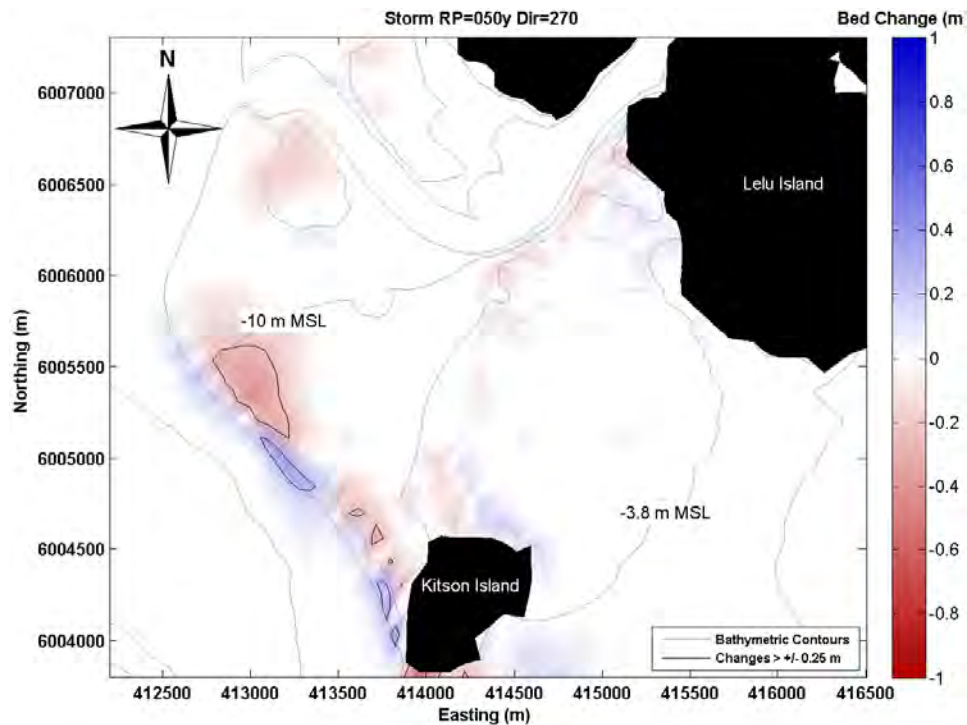 Storm RP=050y Dir=270
Bed Change (m
N
Lelu Island
-10 m MSL
-3.8 m MSL
Kitson Island
Bathymetric Contours
Changes > +/- 0.25 m
6007000
6006500
6006000
6005500
6005000
6004500
6004000
Northing (m)
412500 413000 413500 414000 414500 415000 415500 416000 416500
Easting (m)
1
0.8
0.6
0.4
0.2
0
-0.2
-0.4
-0.6
-0.8
-1